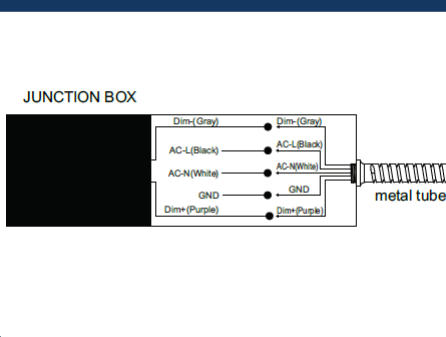 JUNCTION BOX
Dim-(Gray) Dim-(Gray)
AC-L(Black) AC-L(Black)
AC-N(White) AC-N(White)
GND GND
Dim+(Purple) Dim+(Purple)
metal tube